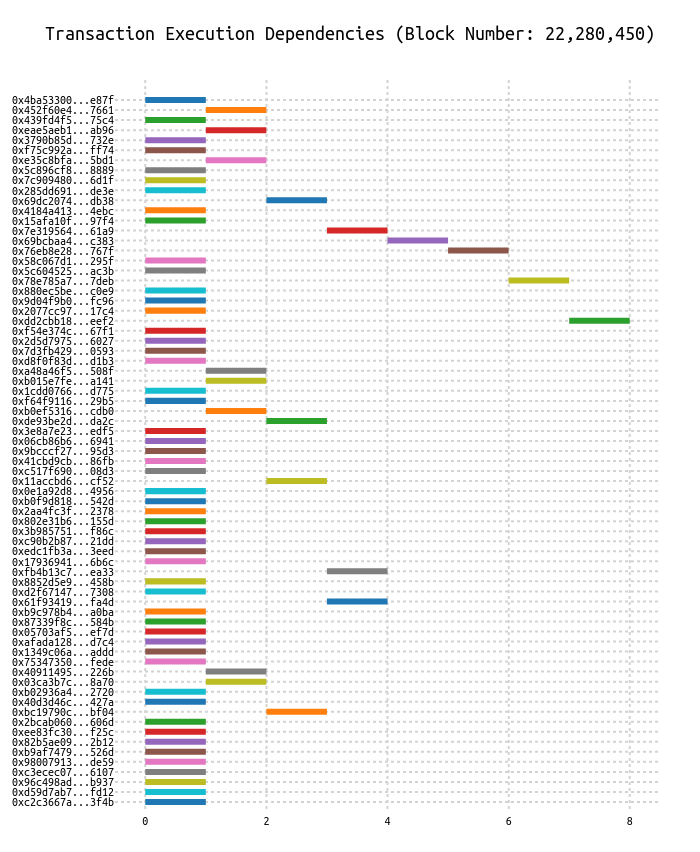 Transaction Execution Dependencies (Block Number: 22,280,450)
0x4ba53300...e87f
0x452f60e4...7661
0x439fd4f5...75c4
0xeae5aeb1...ab96
0x3790b85d...732e
0xf75c992a...ff74
0xe35c8bfa...5bd1
0x5c896cf8...8889
0x7c909480...6d1f
0x285dd691...de3e
0x69dc2074...db38
0x4184a413...4ebc
0x15afa10f...97f4
0x7e319564...61a9
0x69bcbaa4...c383
0x76eb8e28...767f
0x58c067d1...295f
0x5c604525...ac3b
0x78e785a7...7deb
0x880ec5be...c0e9
0x9d04f9b0...fc96
0x2077cc97...17c4
0xdd2cbb18...eef2
0xf54e374c...67f1
0x2d5d7975...6027
0x7d3fb429...0593
0xd8f0f83d...d1b3
0xa48a46f5...508f
0xb015e7fe...a141
0x1cdd0766...d775
0xf64f9116...29b5
0xb0ef5316...cdb0
0xde93be2d...da2c
0x3e8a7e23...edf5
0x06cb86b6...6941
0x9bcccf27...95d3
0x41cbd9cb...86fb
0xc517f690...08d3
0x11accbd6...cf52
0x0e1a92d8...4956
0xb0f9d818...542d
0x2aa4fc3f...2378
0x802e31b6...155d
0x3b985751...f86c
0xc90b2b87...21dd
0xedc1fb3a...3eed
0x17936941...6b6c
0xfb4b13c7...ea33
0x8852d5e9...458b
0xd2f67147...7308
0x61f93419...fa4d
0xb9c978b4...a0ba
0x87339f8c...584b
0x05703af5...ef7d
0xafada128...d7c4
0x1349c06a...addd
0x75347350...fede
0x40911495...226b
0x03ca3b7c...8a70
0xb02936a4...2720
0x40d3d46c...427a
0xbc19790c...bf04
0x2bcab060...606d
0xee83fc30...f25c
0x82b5ae09...2b12
0xb9af7479...526d
0x98007913...de59
0xc3ecec07...6107
0x96c498ad...b937
0xd59d7ab7...fd12
0xc2c3667a...3f4b
0 2 4 6 8